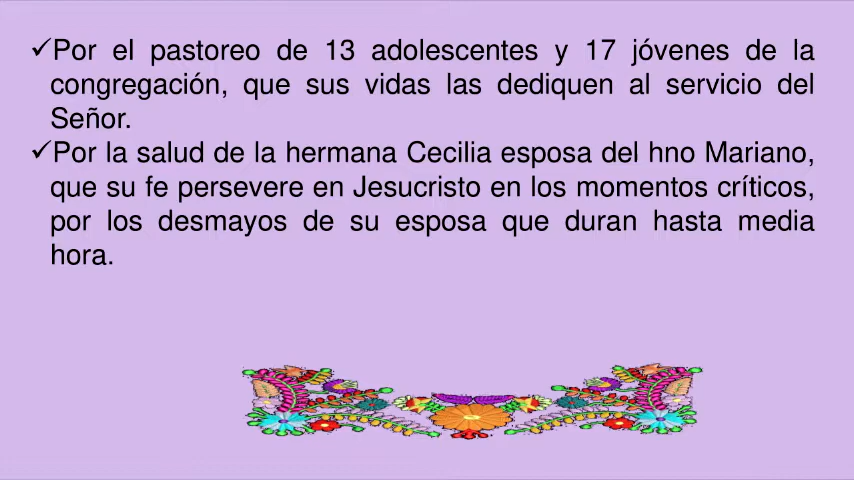 ✓Por el pastoreo de 13 adolescentes y 17 jóvenes de la
congregación, que sus vidas las dediquen al servicio del
Señor.
✓Por la salud de la hermana Cecilia esposa del hno Mariano,
que su fe persevere en Jesucristo en los momentos críticos,
por los desmayos de su esposa que duran hasta media
hora.